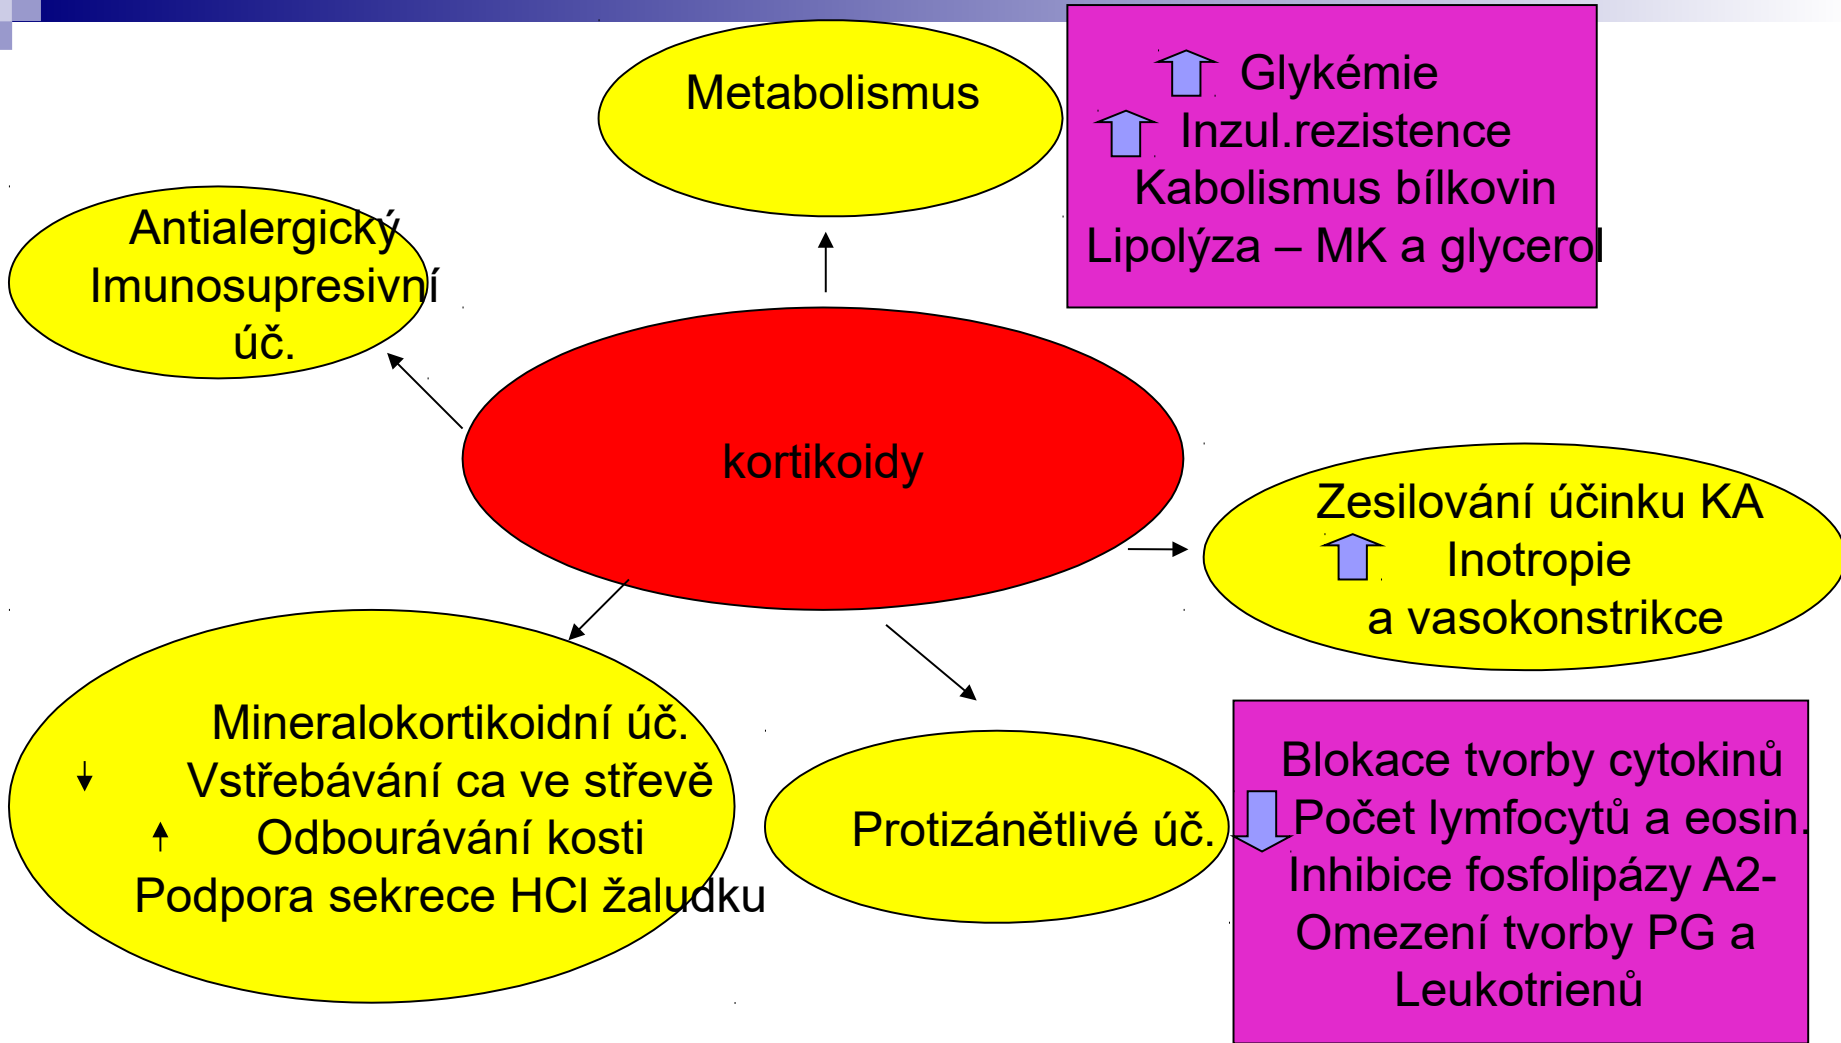 Metabolismus
Glykémie
Inzul.rezistence
Kabolismus bílkovin
Lipolýza – MK a glycerol
Antialergický
Imunosupresivní
úč.
kortikoidy
Zesilování účinku KA
Inotropie
a vasokonstrikce
Mineralokortikoidní úč.
Vstřebávání ca ve střevě
Odbourávání kosti
Podpora sekrece HCl žaludku
Protizánětlivé úč.
Blokace tvorby cytokinů
Počet lymfocytů a eosin.
Inhibice fosfolipázy A2-
Omezení tvorby PG a
Leukotrienů